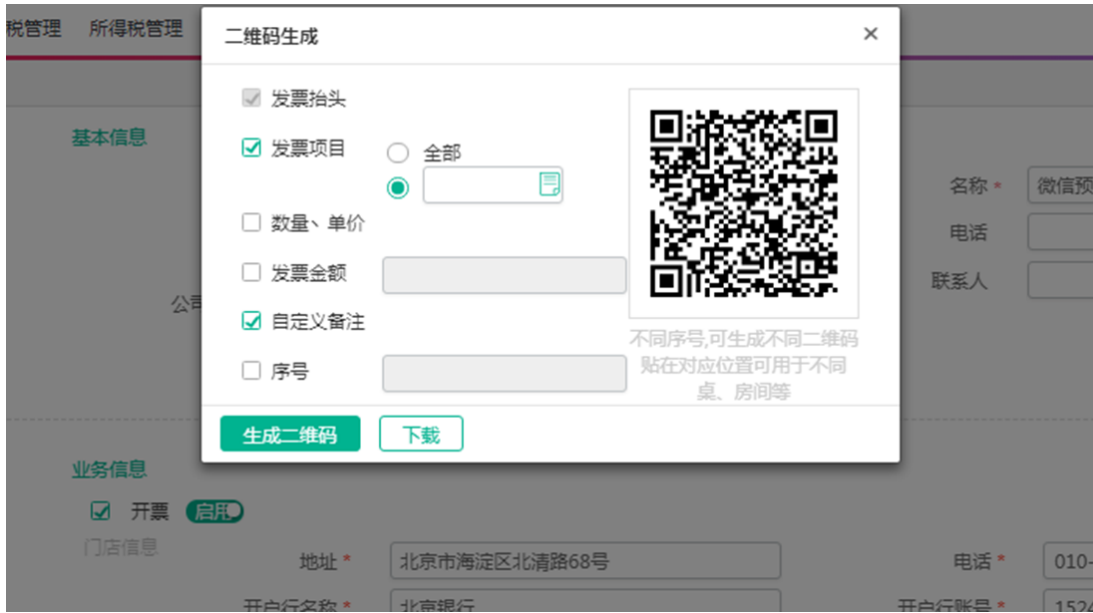 税管理 所得税管理
二维码生成
发票抬头
基本信息
发票项目
全部
名称 *
微信预
数量、单价
电话
发票金额
联系人
公司
自定义备注
不同序号,可生成不同二维码
贴在对应位置可用于不同
桌、房间等
序号
生成二维码
下载
业务信息
开票
启用
门店信息
地址 *
北京市海淀区北清路68号
电话 *
010-
开户行名称 *
北京银行
开户行账号 *
1524